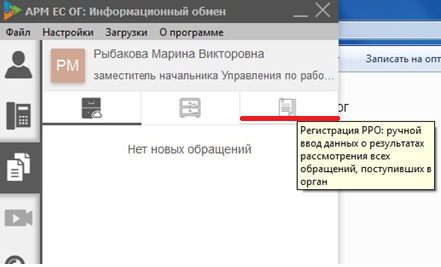 АРМ ЕС ОГ: Информационный обмен
Файл Настройки Загрузки О программе
Записать на опт
РМ
Рыбакова Марина Викторовна
заместитель начальника Управления по рабо...
ог
Регистрация РРО: ручной
ввод данных о результатах
рассмотрения всех
обращений, поступивших в
орган
Нет новых обращений